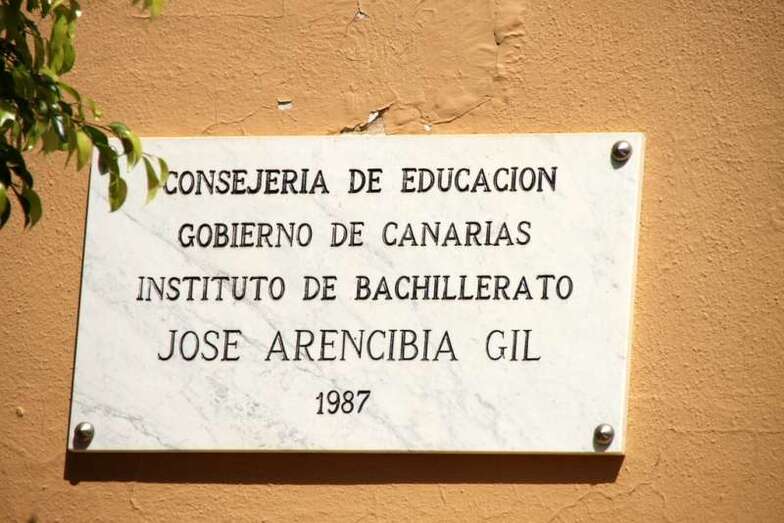 CONSEJERIA DE EDUCACION
GOBIERNO DE CANARIAS
INSTITUTO DE BACHILLERATO
JOSE ARENCIBIA GIL
1987